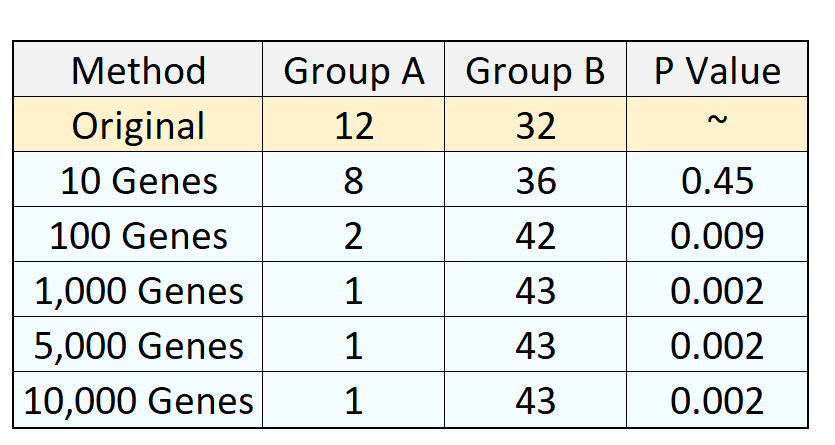 Method Group A Group B P Value
Original 12 32 ~
10 Genes 8 36 0.45
100 Genes 2 42 0.009
1,000 Genes 1 43 0.002
5,000 Genes 1 43 0.002
10,000 Genes 1 43 0.002